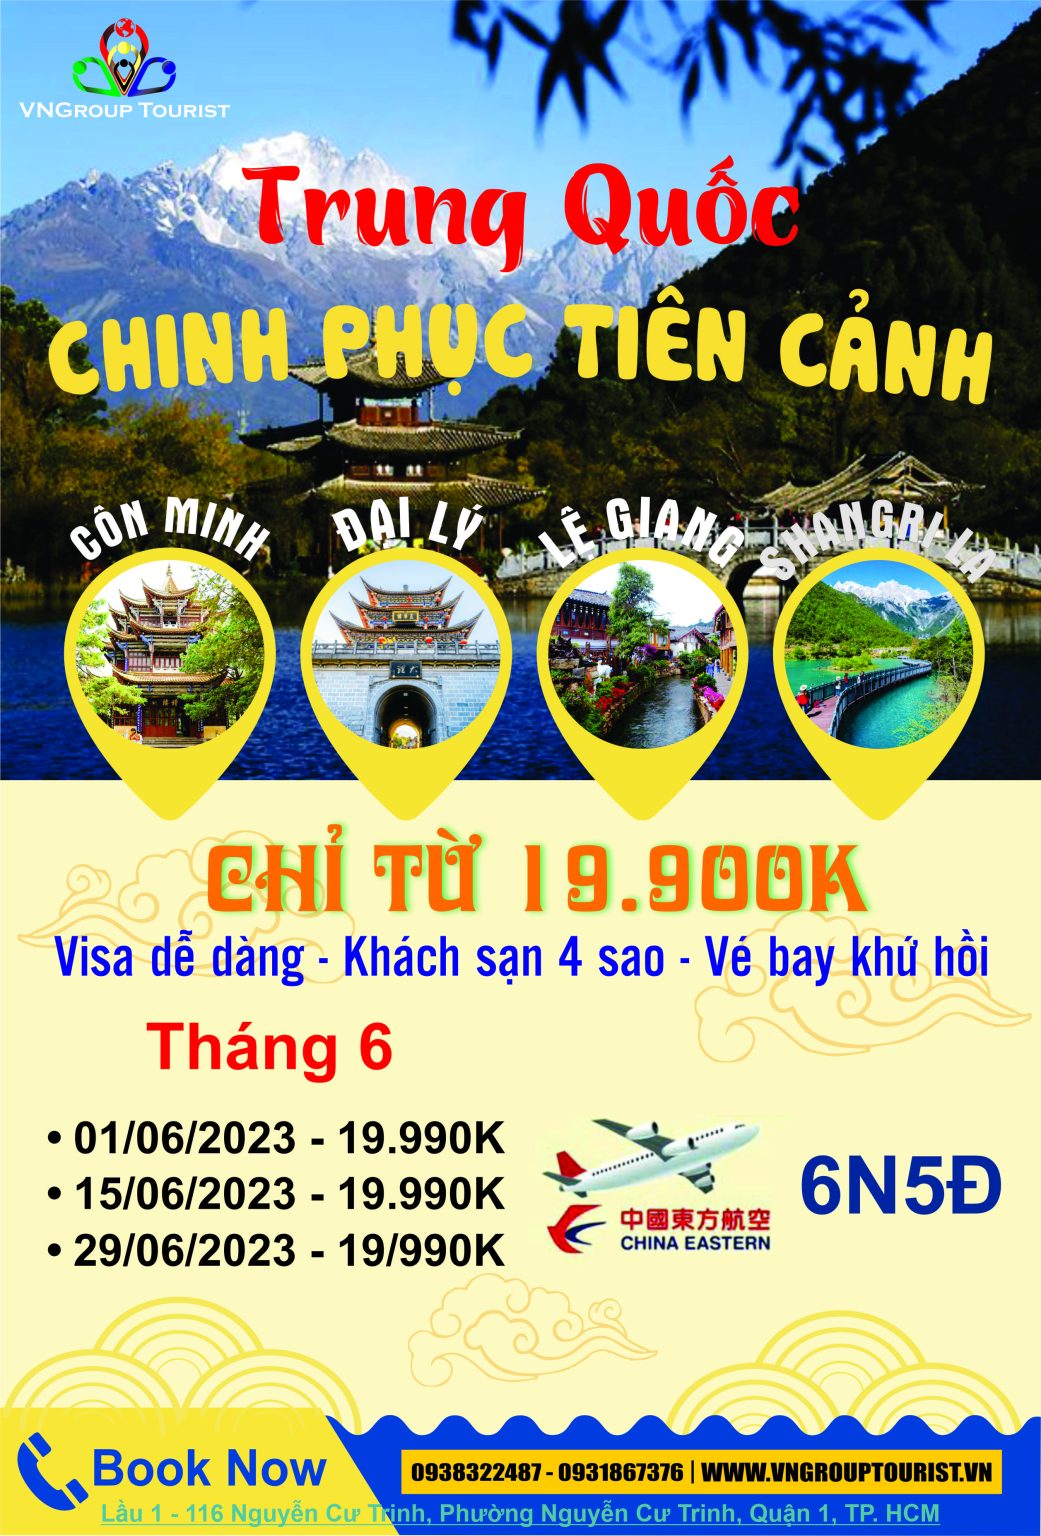 VNGroup Tourist
Trung Quốc
CHINH PHỤC TIÊN CẢNH
CÔN MINH
ĐẠI LÝ
LỆ GIANG
SHANGRI LA
CHỈ TỪ 19.900K
Visa dễ dàng - Khách sạn 4 sao - Vé bay khứ hồi
Tháng 6
• 01/06/2023 - 19.990K
• 15/06/2023 - 19.990K
• 29/06/2023 - 19/990K
中國東方航空
CHINA EASTERN
6N5Đ
Book Now
0938322487 - 0931867376 | WWW.VNGROUPTOURIST.VN
Lầu 1 - 116 Nguyễn Cư Trinh, Phường Nguyễn Cư Trinh, Quận 1, TP. HCM